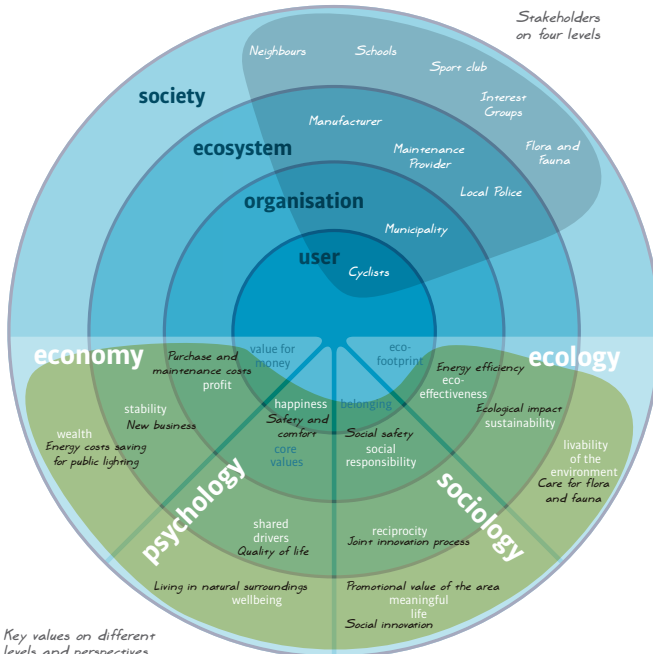 Stakeholders
on four levels
Neighbours
Schools
Sport club
Interest
Groups
society
Manufacturer
ecosystem
Maintenance
Provider
Flora and
Fauna
organisation
Local Police
Municipality
user
Cyclists
economy
Purchase and
maintenance costs
profit
value for
money
eco-
footprint
Energy efficiency
eco-
effectiveness
ecology
stability
New business
happiness
belonging
Ecological impact
sustainability
wealth
Energy costs saving
for public lighting
Safety and
comfort
core
values
Social safety
social
responsibility
livability
of the
environment
Care for flora
and fauna
psychology
sociology
shared
drivers
Quality of life
reciprocity
Joint innovation process
Living in natural surroundings
wellbeing
Promotional value of the area
meaningful
life
Social innovation
Key values on different
levels and perspectives